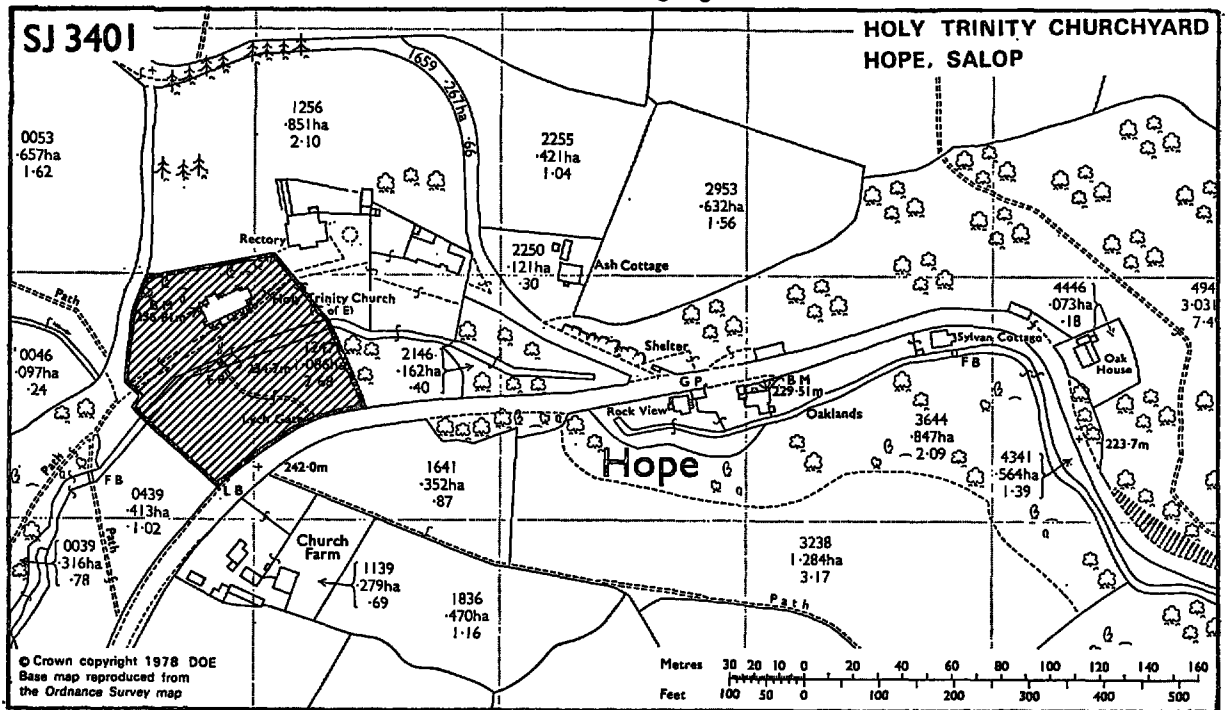 SJ 3401
HOLY TRINITY CHURCHYARD
HOPE, SALOP
0053
·657ha
1·62
1256
·851ha
2·10
1659 ·267ha ·66
2255
·421ha
1·04
2953
·632ha
1·56
Rectory
2250
·121ha
·30
Ash Cottage
Holy Trinity Church
(C of E)
B M
Path
0046
·097ha
·24
1247
1·086ha
2·68
F B
Lych Gate
2146
·162ha
·40
Shelter
G P
B M
229·51m
Rock View
Oaklands
Sylvan Cottage
F B
4446
·073ha
·18
Oak
House
494
3·031
7·4
223·7m
3644
·847ha
2·09
4341
·564ha
1·39
Hope
242·0m
L B
1641
·352ha
·87
Path
F B
0439
·413ha
1·02
Path
0039
·316ha
·78
Church
Farm
1139
·279ha
·69
1836
·470ha
1·16
3238
1·284ha
3·17
Path
© Crown copyright 1978 DOE
Base map reproduced from
the Ordnance Survey map
Metres 30 20 10 0 20 40 60 80 100 120 140 160
Feet 100 50 0 100 200 300 400 500